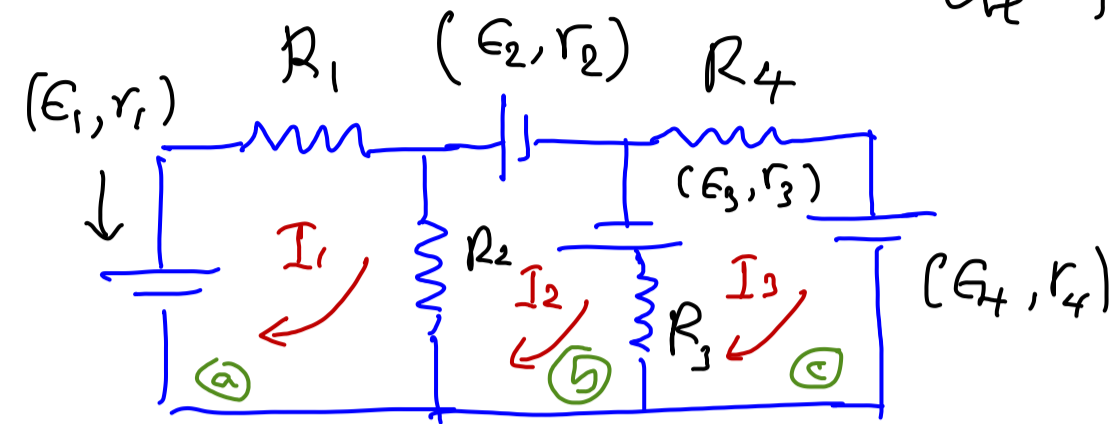 R₁ (ϵ₂, r₂) R₄
(ϵ₁, r₁)
(ϵ₃, r₃)
I₁ R₂ I₂ I₃ (ϵ₄, r₄)
R₃
ⓐ ⓑ ⓒ